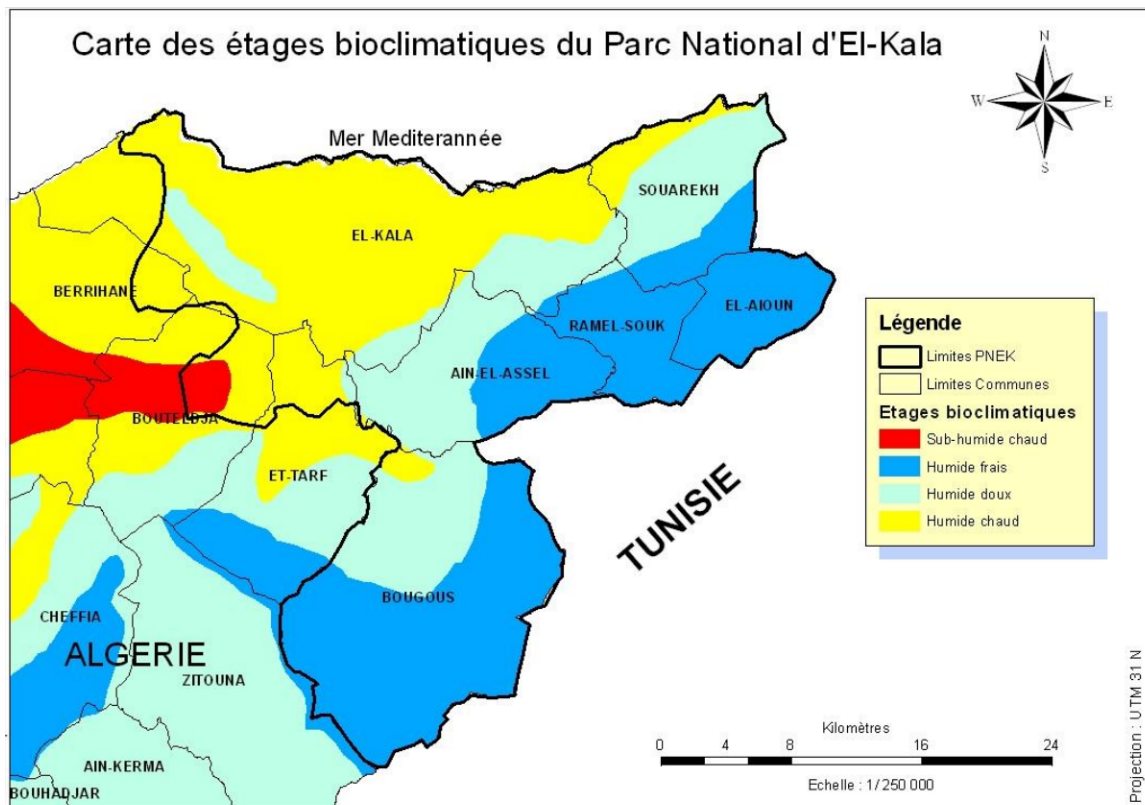 Carte des étages bioclimatiques du Parc National d'El-Kala
N
W
E
S
Mer Mediterannée
SOUAREKH
EL-KALA
BERRIHANE
EL-AIOUN
RAMEL-SOUK
AIN-EL-ASSEL
BOUTELDJA
ET-TARF
TUNISIE
BOUGOUS
CHEFFIA
ALGERIE
ZITOUNA
AIN-KERMA
BOUHADJAR
Légende
Limites PNEK
Limites Communes
Etages bioclimatiques
Sub-humide chaud
Humide frais
Humide doux
Humide chaud
Kilomètres
0 4 8 16 24
Echelle : 1/250 000
Projection : UTM 31 N